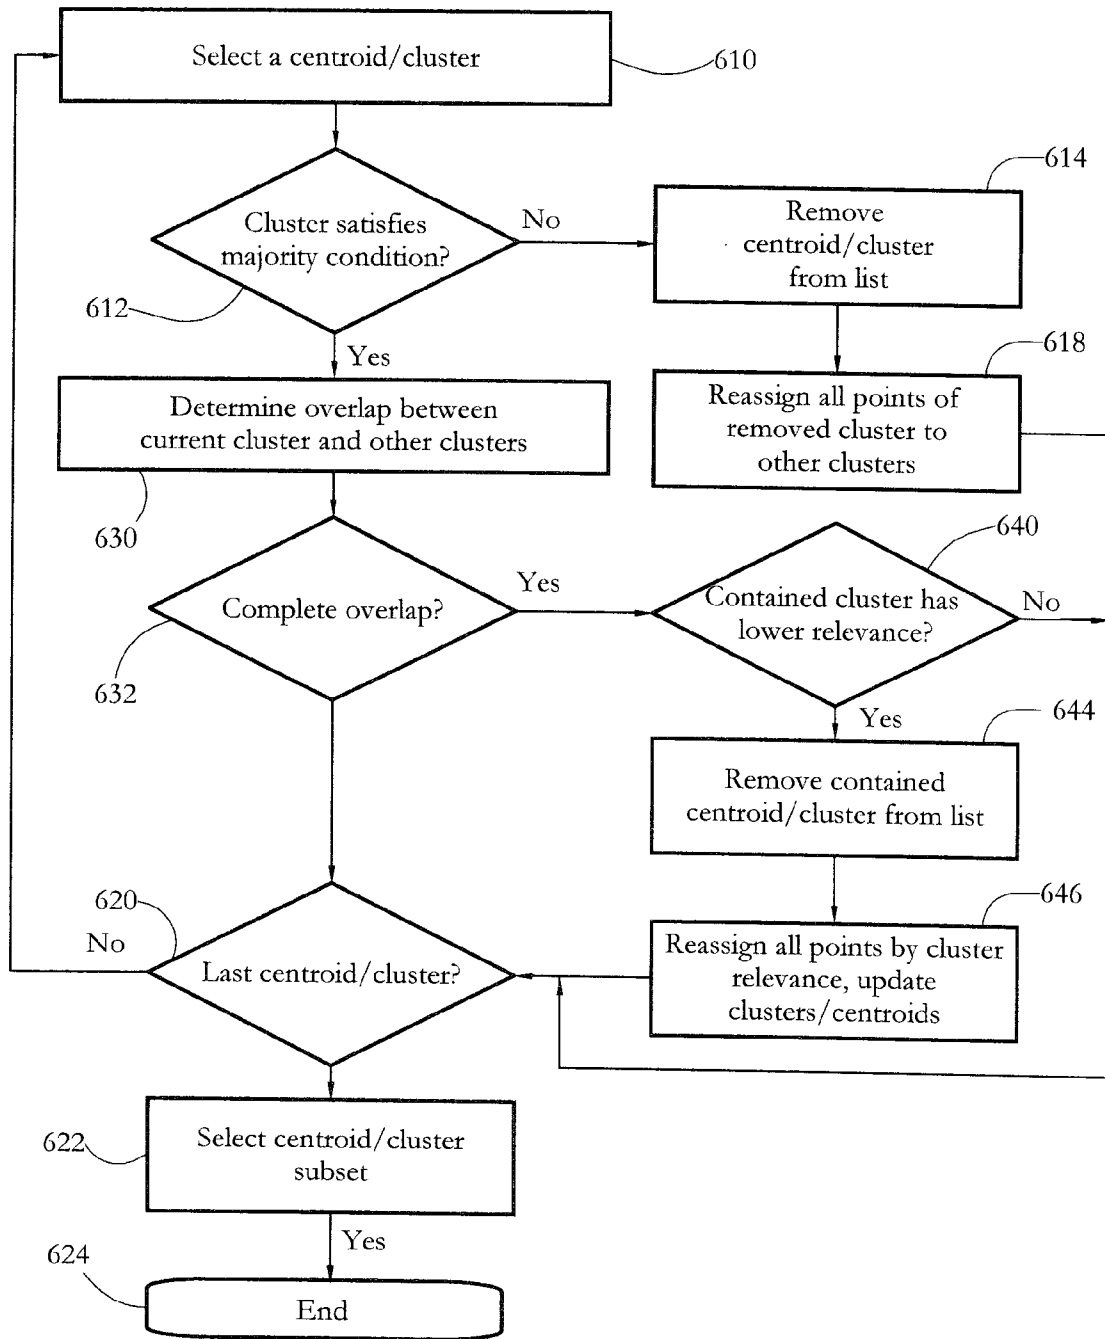 Select a centroid/cluster
610
Cluster satisfies
majority condition?
612
No
614
Remove
centroid/cluster
from list
Yes
618
Reassign all points of
removed cluster to
other clusters
Determine overlap between
current cluster and other clusters
630
Complete overlap?
632
Yes
640
Contained cluster has
lower relevance?
No
Yes
644
Remove contained
centroid/cluster from list
646
Reassign all points by cluster
relevance, update
clusters/centroids
620
No
Last centroid/cluster?
622
Select centroid/cluster
subset
Yes
624
End